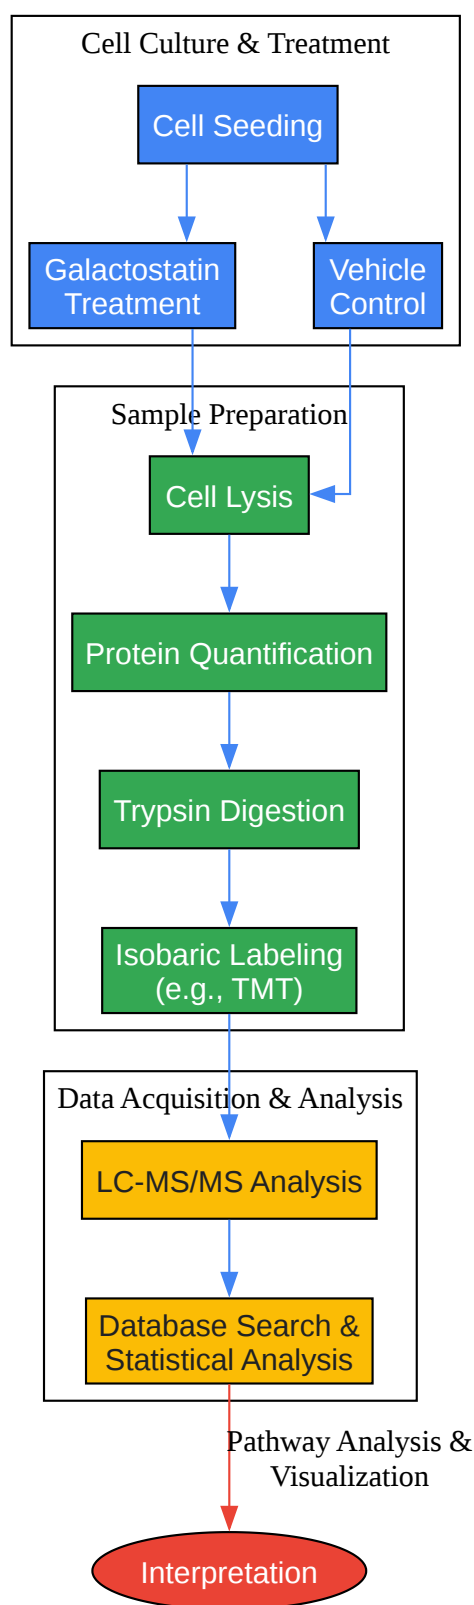 Cell Culture & Treatment
Cell Seeding
Galactostatin
Treatment
Vehicle
Control
Sample Preparation
Cell Lysis
Protein Quantification
Trypsin Digestion
Isobaric Labeling
(e.g., TMT)
Data Acquisition & Analysis
LC-MS/MS Analysis
Database Search &
Statistical Analysis
Pathway Analysis &
Visualization
Interpretation